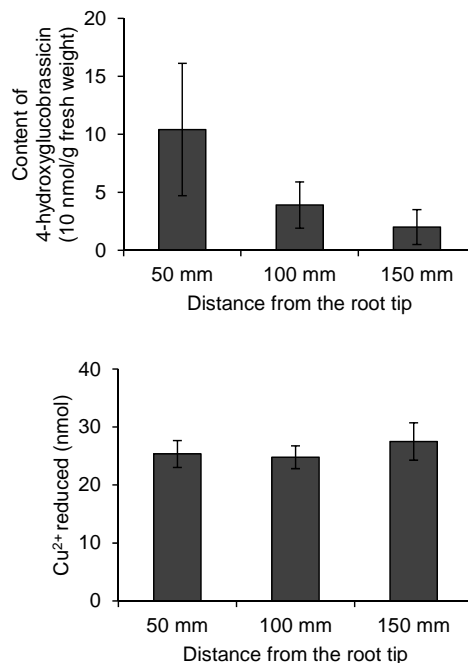 Content of
4-hydroxyglucobrassicin
(10 nmol/g fresh weight)
20
15
10
5
0
50 mm 100 mm 150 mm
Distance from the root tip
Cu²⁺ reduced (nmol)
40
30
20
10
0
50 mm 100 mm 150 mm
Distance from the root tip